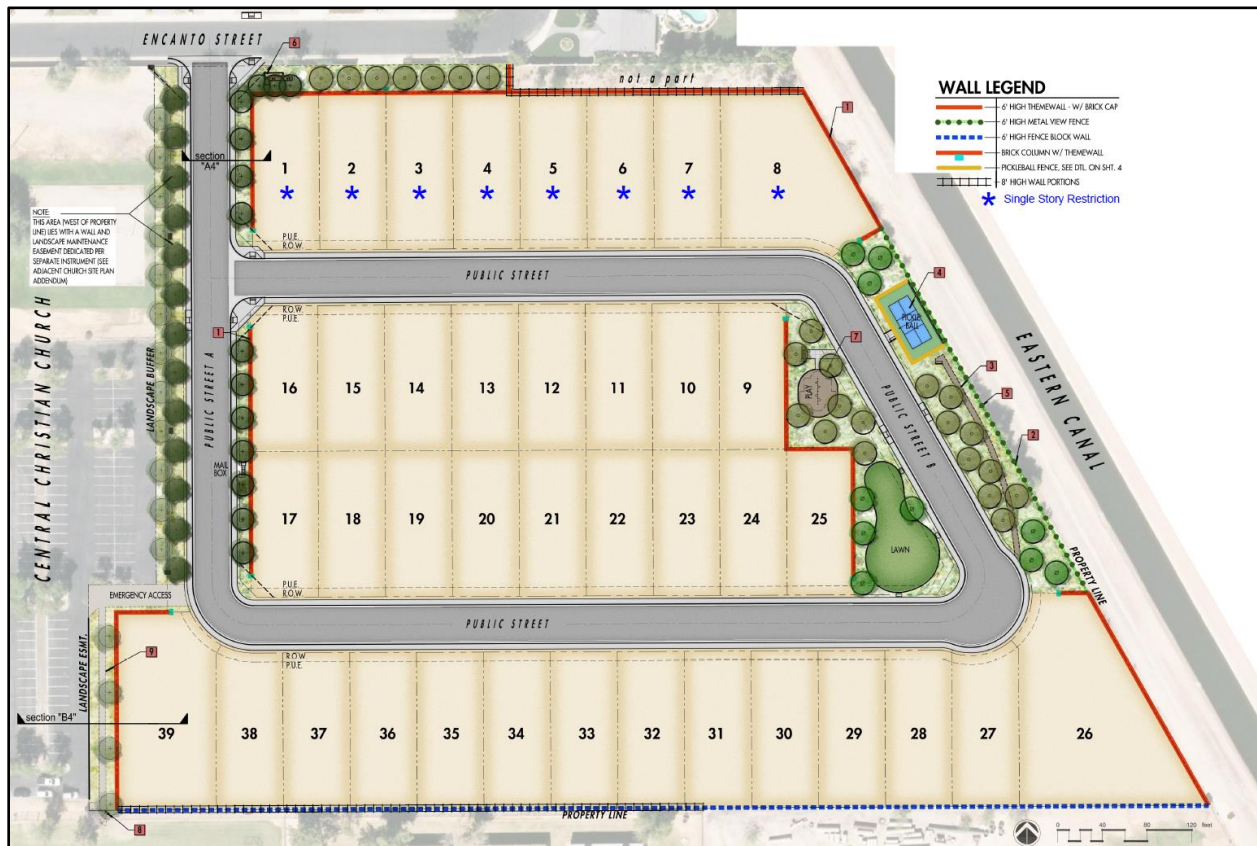 ENCANTO STREET
6
not a part
WALL LEGEND
6' HIGH THEMEWALL - W/ BRICK CAP
6' HIGH METAL VIEW FENCE
6' HIGH FENCE BLOCK WALL
BRICK COLUMN W/ THEMEWALL
PICKLEBALL FENCE, SEE DTL. ON SHT. 4
8' HIGH WALL PORTIONS
* Single Story Restriction
1
section
"A4"
1 2 3 4 5 6 7 8
* * * * * * * *
NOTE:
THIS AREA (WEST OF PROPERTY
LINE) LIES WITH A WALL AND
LANDSCAPE MAINTENANCE
EASEMENT DEDICATED PER
SEPARATE INSTRUMENT (SEE
ADJACENT CHURCH SITE PLAN
ADDENDUM)
P.U.E.
R.O.W.
PUBLIC STREET
4
PICKLE
BALL
EASTERN CANAL
R.O.W.
P.U.E.
1
7
3
5
2
CENTRAL CHRISTIAN CHURCH
LANDSCAPE BUFFER
PUBLIC STREET A
16 15 14 13 12 11 10 9
PLAY
PUBLIC STREET B
MAIL
BOX
17 18 19 20 21 22 23 24 25
LAWN
PROPERTY LINE
P.U.E.
R.O.W.
EMERGENCY ACCESS
PUBLIC STREET
LANDSCAPE ESMT.
9
R.O.W.
P.U.E.
section "B4"
39 38 37 36 35 34 33 32 31 30 29 28 27 26
8
PROPERTY LINE
0 40 80 120 feet